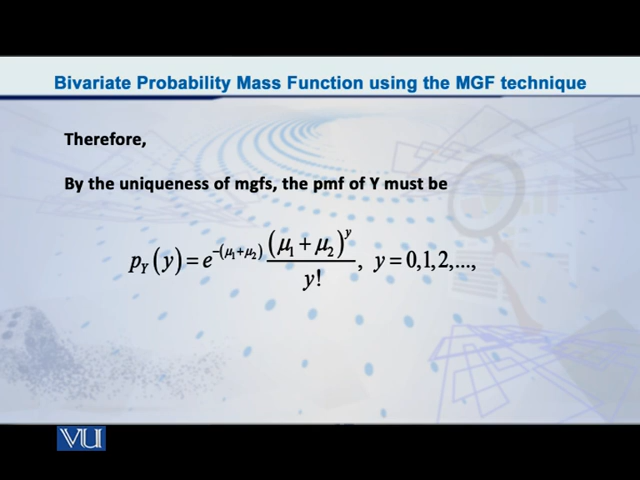 Bivariate Probability Mass Function using the MGF technique
Therefore,
By the uniqueness of mgfs, the pmf of Y must be
p_Y(y) = e^{-(μ₁+μ₂)} (μ₁+μ₂)^y / y!, y = 0,1,2,...,
VU